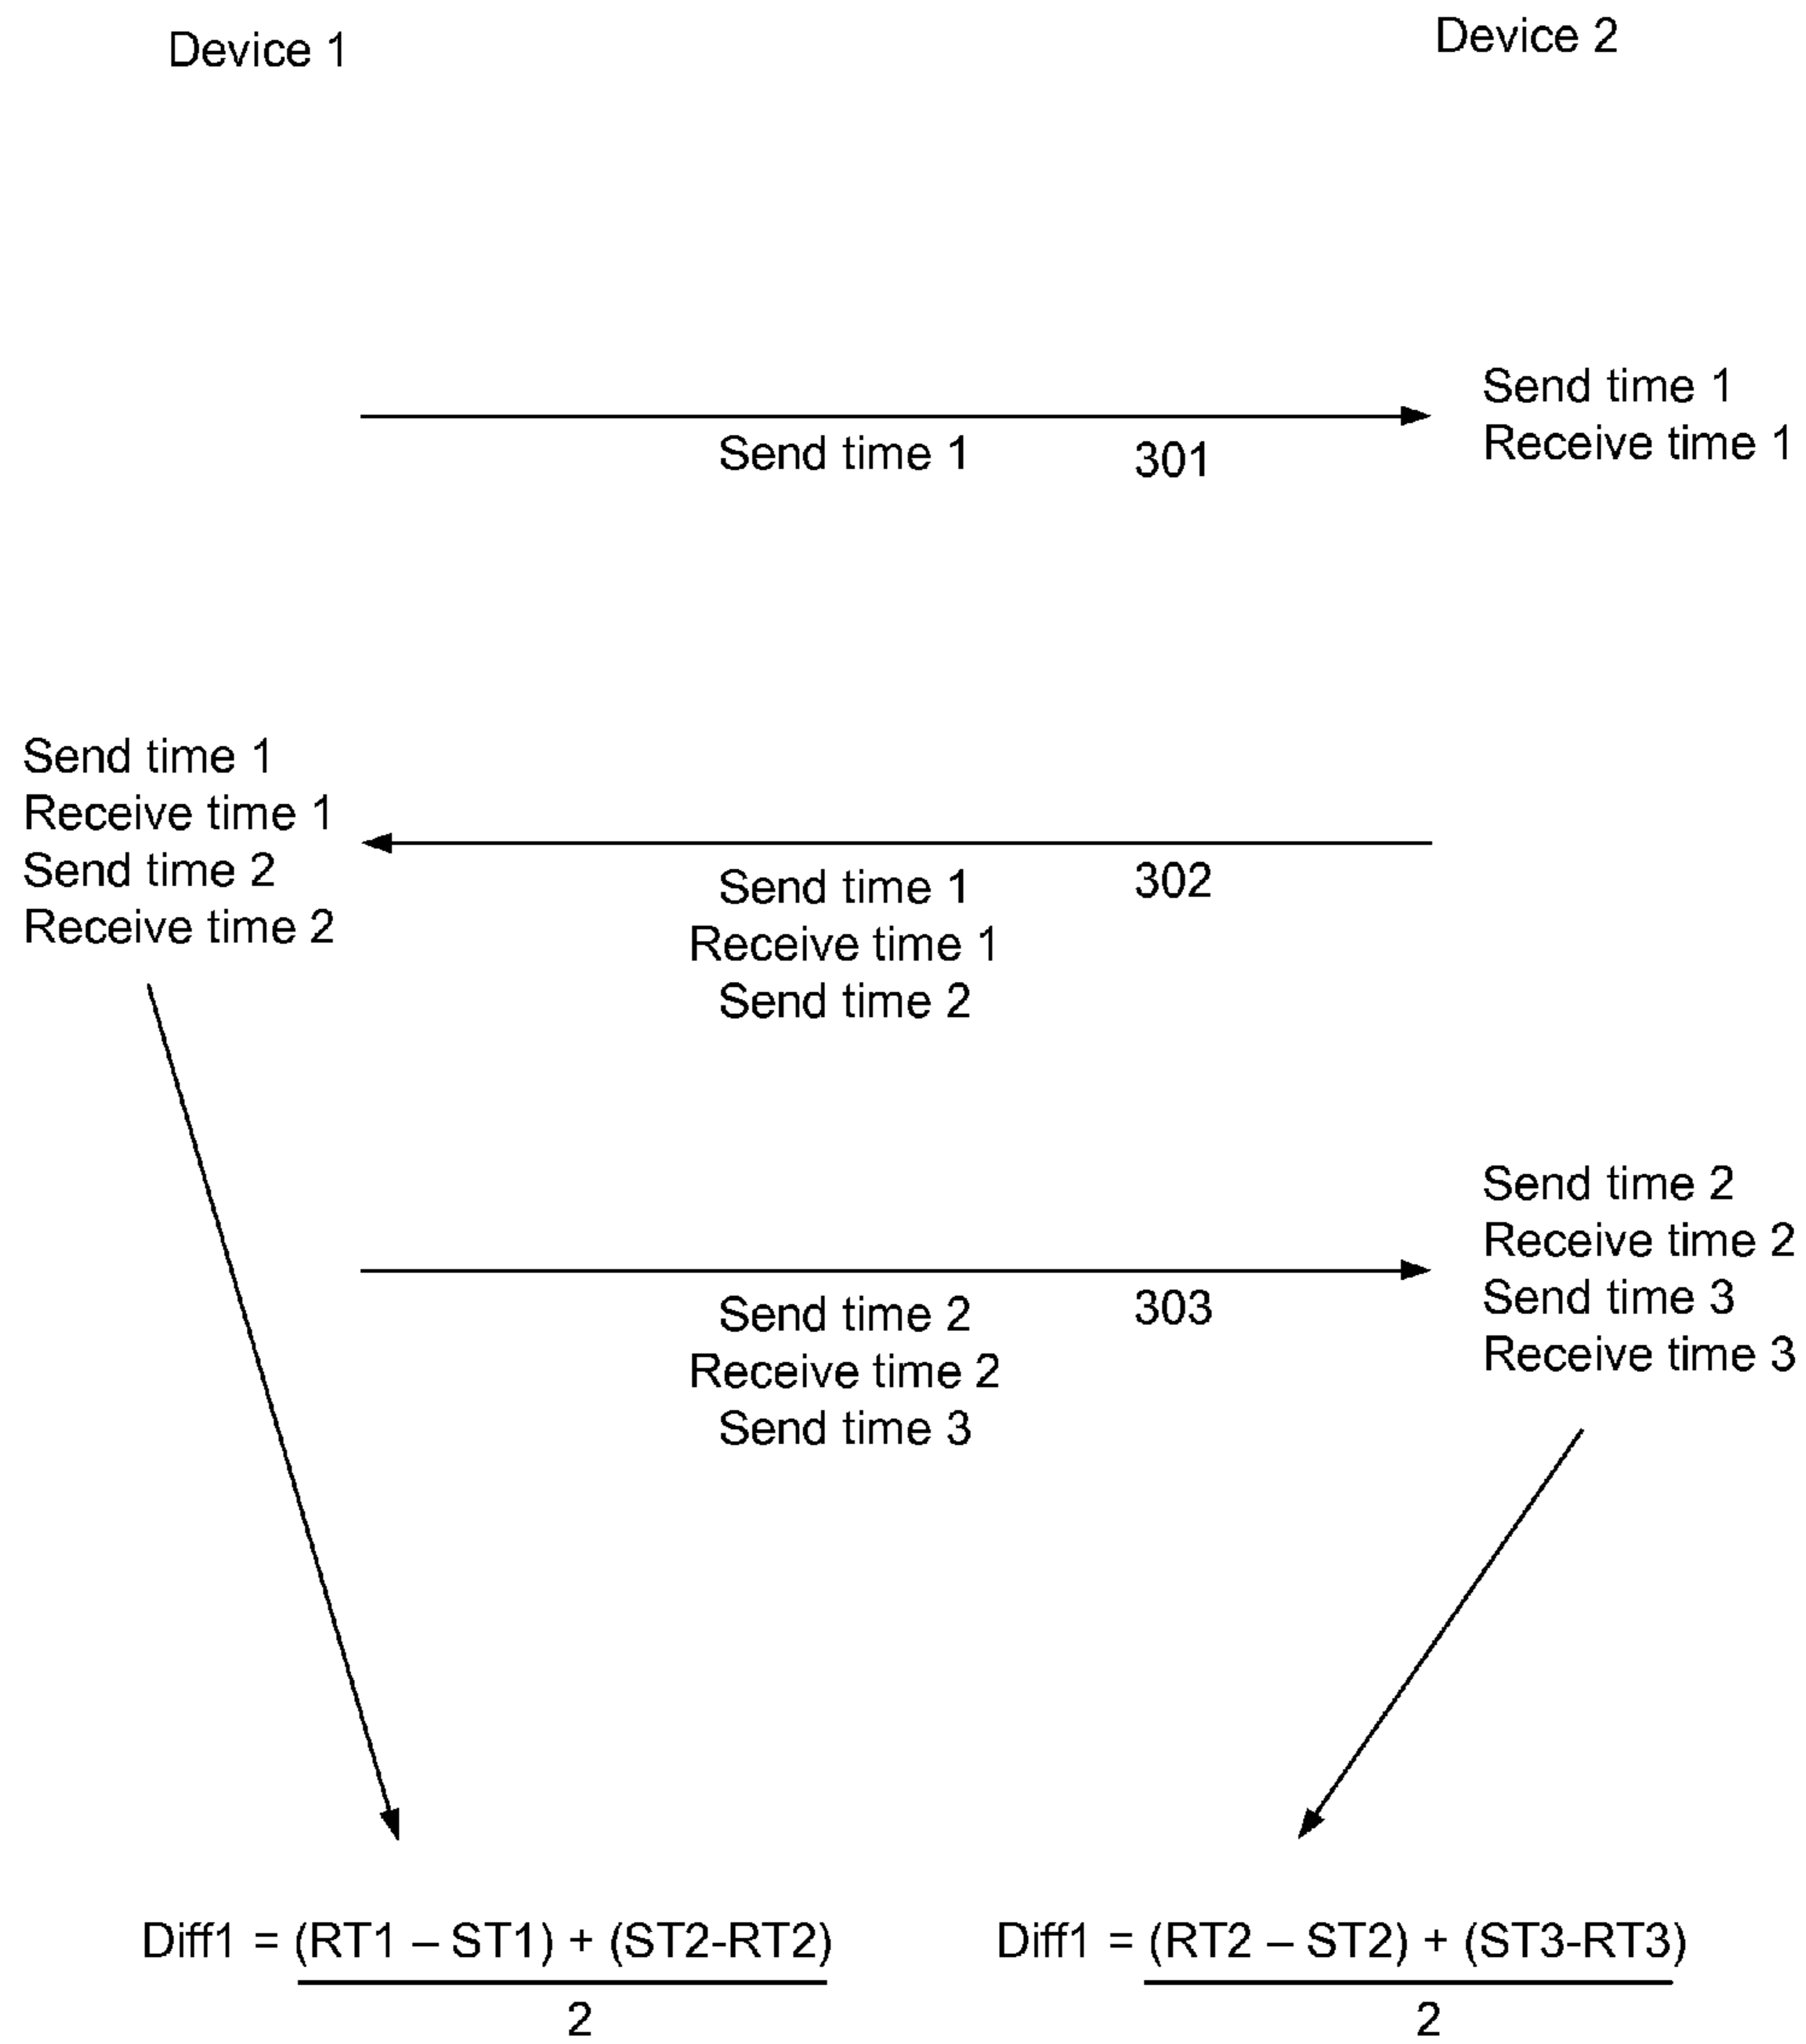 Device 1
Device 2
Send time 1
Receive time 1
Send time 1
301
Send time 1
Receive time 1
Send time 2
Receive time 2
302
Send time 1
Receive time 1
Send time 2
Send time 2
Receive time 2
Send time 3
Receive time 3
303
Send time 2
Receive time 2
Send time 3
Diff1 = (RT1 – ST1) + (ST2-RT2)
2
Diff1 = (RT2 – ST2) + (ST3-RT3)
2